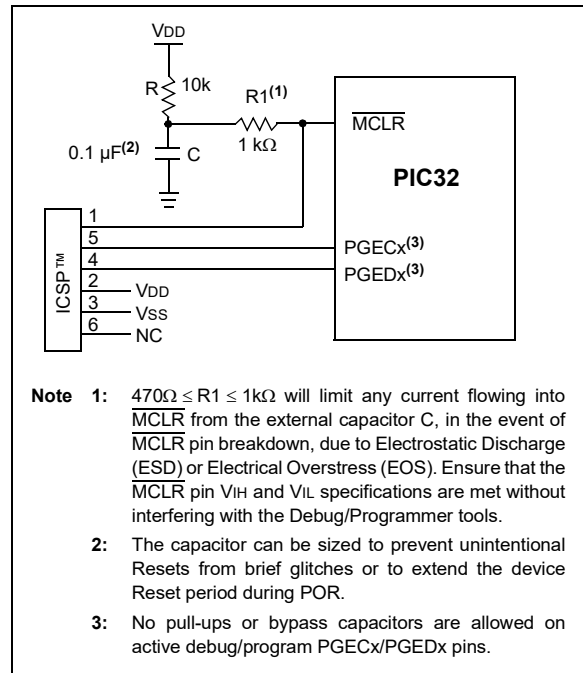 VDD
R 10k
R1(1)
1 kΩ
0.1 µF(2) C
MCLR
PIC32
ICSP™
1
5
4
2
3
6
PGECx(3)
PGEDx(3)
VDD
VSS
NC
Note 1: 470Ω ≤ R1 ≤ 1kΩ will limit any current flowing into
MCLR from the external capacitor C, in the event of
MCLR pin breakdown, due to Electrostatic Discharge
(ESD) or Electrical Overstress (EOS). Ensure that the
MCLR pin VIH and VIL specifications are met without
interfering with the Debug/Programmer tools.
2: The capacitor can be sized to prevent unintentional
Resets from brief glitches or to extend the device
Reset period during POR.
3: No pull-ups or bypass capacitors are allowed on
active debug/program PGECx/PGEDx pins.